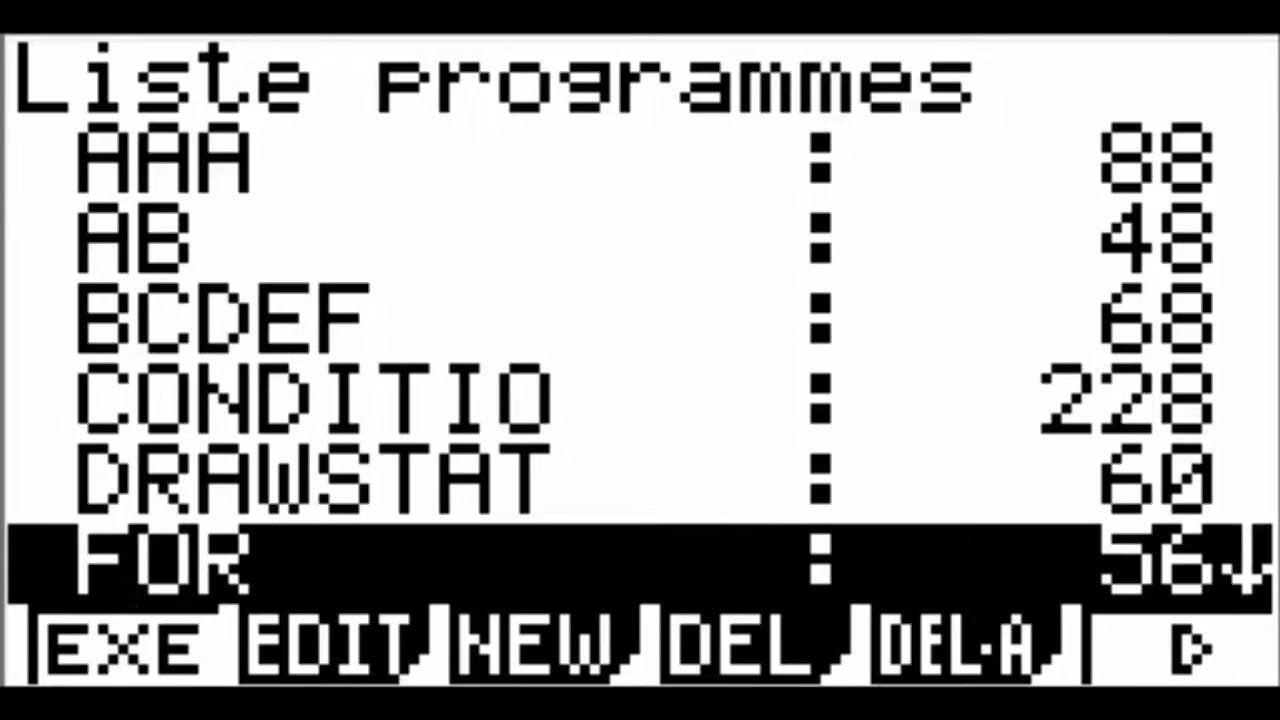 Liste programmes
AAA : 88
AB : 48
BCDEF : 68
CONDITIO : 228
DRAWSTAT : 60
FOR : 56↓
EXE EDIT NEW DEL DEL·A ▷